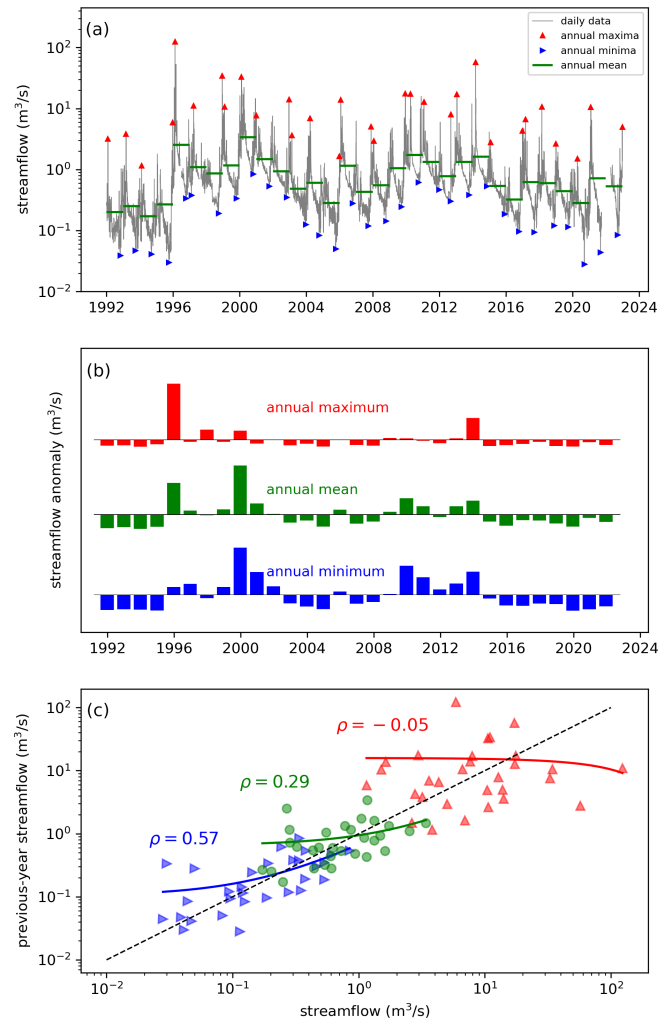 (a)
daily data
annual maxima
annual minima
annual mean
streamflow (m³/s)
10²
10¹
10⁰
10⁻¹
10⁻²
1992 1996 2000 2004 2008 2012 2016 2020 2024
(b)
annual maximum
annual mean
annual minimum
streamflow anomaly (m³/s)
1992 1996 2000 2004 2008 2012 2016 2020 2024
(c)
ρ = −0.05
ρ = 0.29
ρ = 0.57
previous-year streamflow (m³/s)
10²
10¹
10⁰
10⁻¹
10⁻²
10⁻² 10⁻¹ 10⁰ 10¹ 10²
streamflow (m³/s)